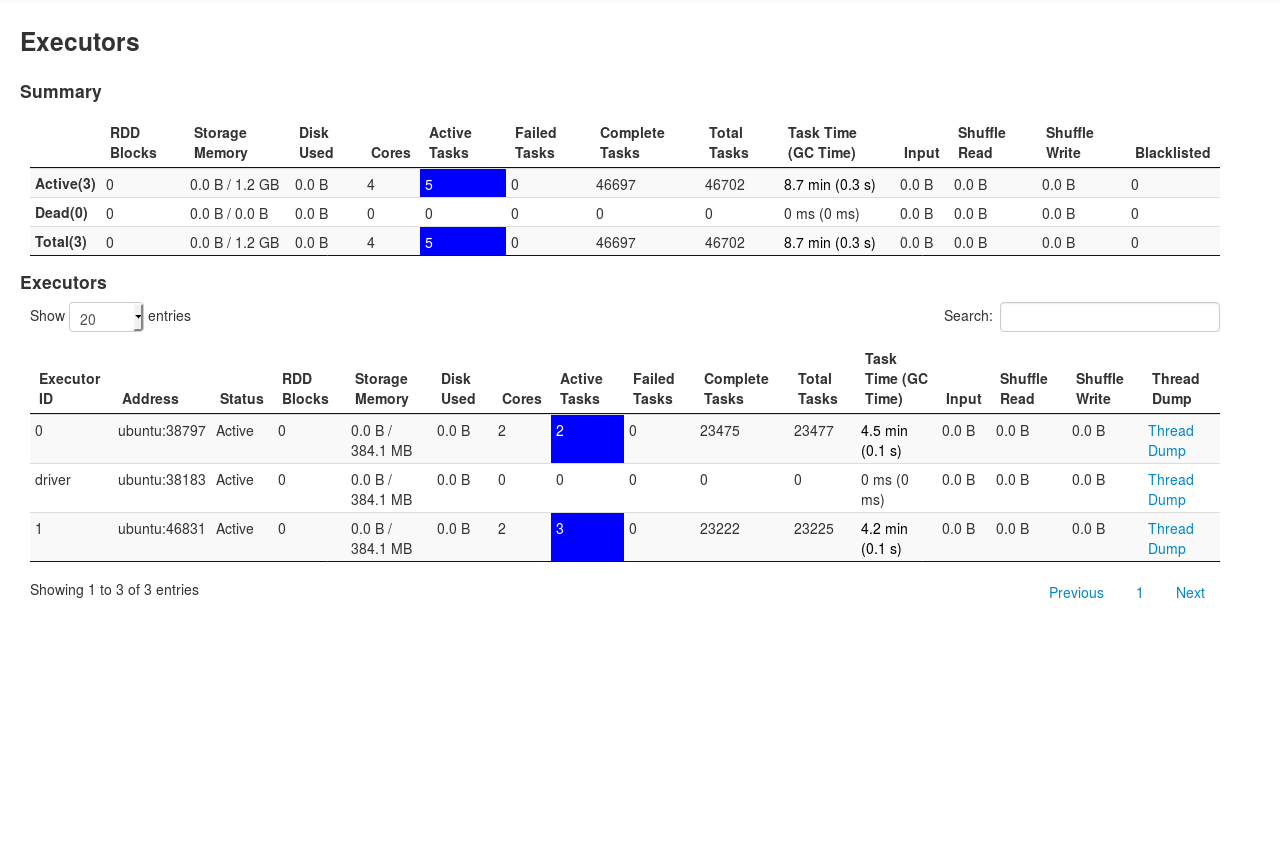 Executors
Summary
RDD Blocks Storage Memory Disk Used Cores Active Tasks Failed Tasks Complete Tasks Total Tasks Task Time (GC Time) Input Shuffle Read Shuffle Write Blacklisted
Active(3) 0 0.0 B / 1.2 GB 0.0 B 4 5 0 46697 46702 8.7 min (0.3 s) 0.0 B 0.0 B 0.0 B 0
Dead(0) 0 0.0 B / 0.0 B 0.0 B 0 0 0 0 0 0 ms (0 ms) 0.0 B 0.0 B 0.0 B 0
Total(3) 0 0.0 B / 1.2 GB 0.0 B 4 5 0 46697 46702 8.7 min (0.3 s) 0.0 B 0.0 B 0.0 B 0
Executors
Show 20 entries Search:
Executor ID Address Status RDD Blocks Storage Memory Disk Used Cores Active Tasks Failed Tasks Complete Tasks Total Tasks Task Time (GC Time) Input Shuffle Read Shuffle Write Thread Dump
0 ubuntu:38797 Active 0 0.0 B / 384.1 MB 0.0 B 2 2 0 23475 23477 4.5 min (0.1 s) 0.0 B 0.0 B 0.0 B Thread Dump
driver ubuntu:38183 Active 0 0.0 B / 384.1 MB 0.0 B 0 0 0 0 0 0 ms (0 ms) 0.0 B 0.0 B 0.0 B Thread Dump
1 ubuntu:46831 Active 0 0.0 B / 384.1 MB 0.0 B 2 3 0 23222 23225 4.2 min (0.1 s) 0.0 B 0.0 B 0.0 B Thread Dump
Showing 1 to 3 of 3 entries Previous 1 Next